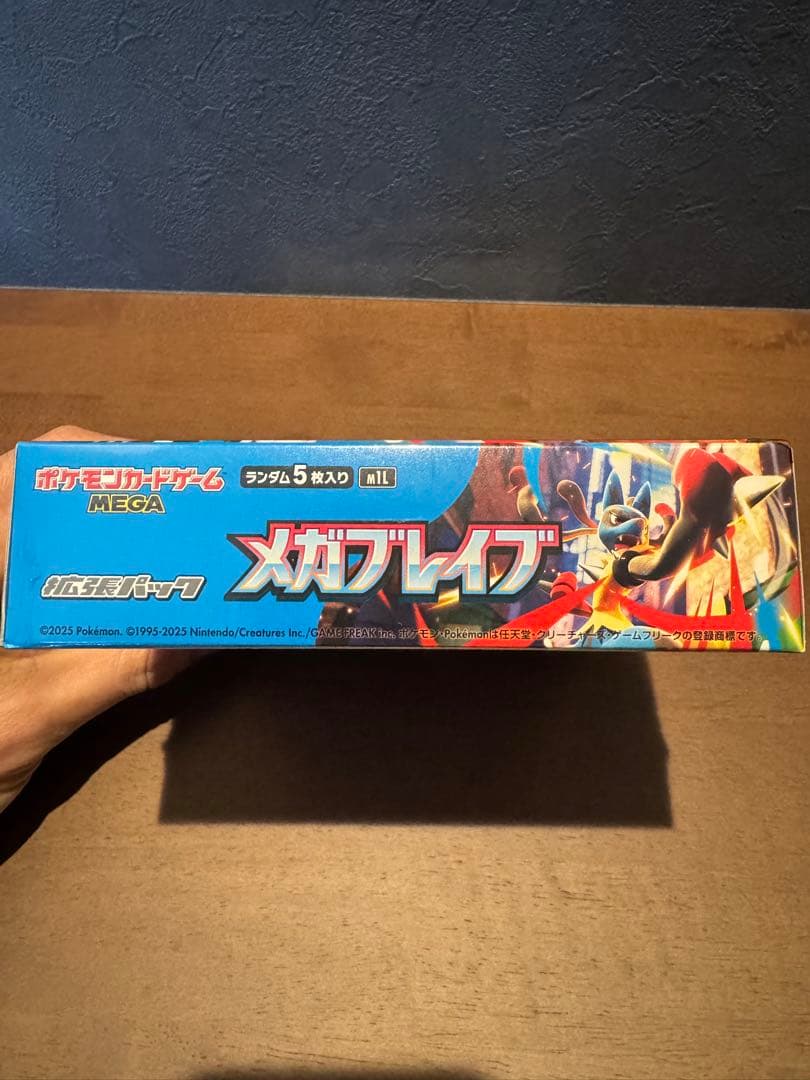 ポケモンカードゲーム
MEGA
ランダム5枚入り
m1L
メガブレイブ
拡張パック
©2025 Pokémon. ©1995-2025 Nintendo/Creatures Inc./GAME FREAK inc. ポケモン・Pokémonは任天堂・クリーチャーズ・ゲームフリークの登録商標です。